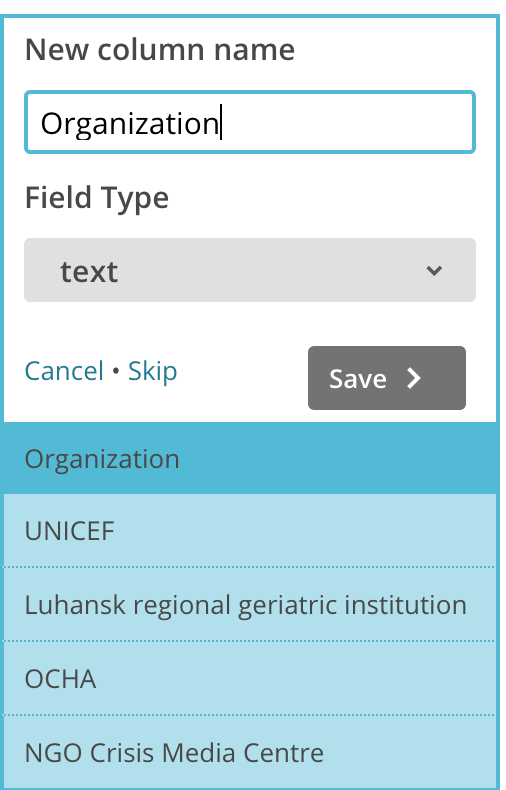 New column name
Organization
Field Type
text
Cancel • Skip
Save
Organization
UNICEF
Luhansk regional geriatric institution
OCHA
NGO Crisis Media Centre